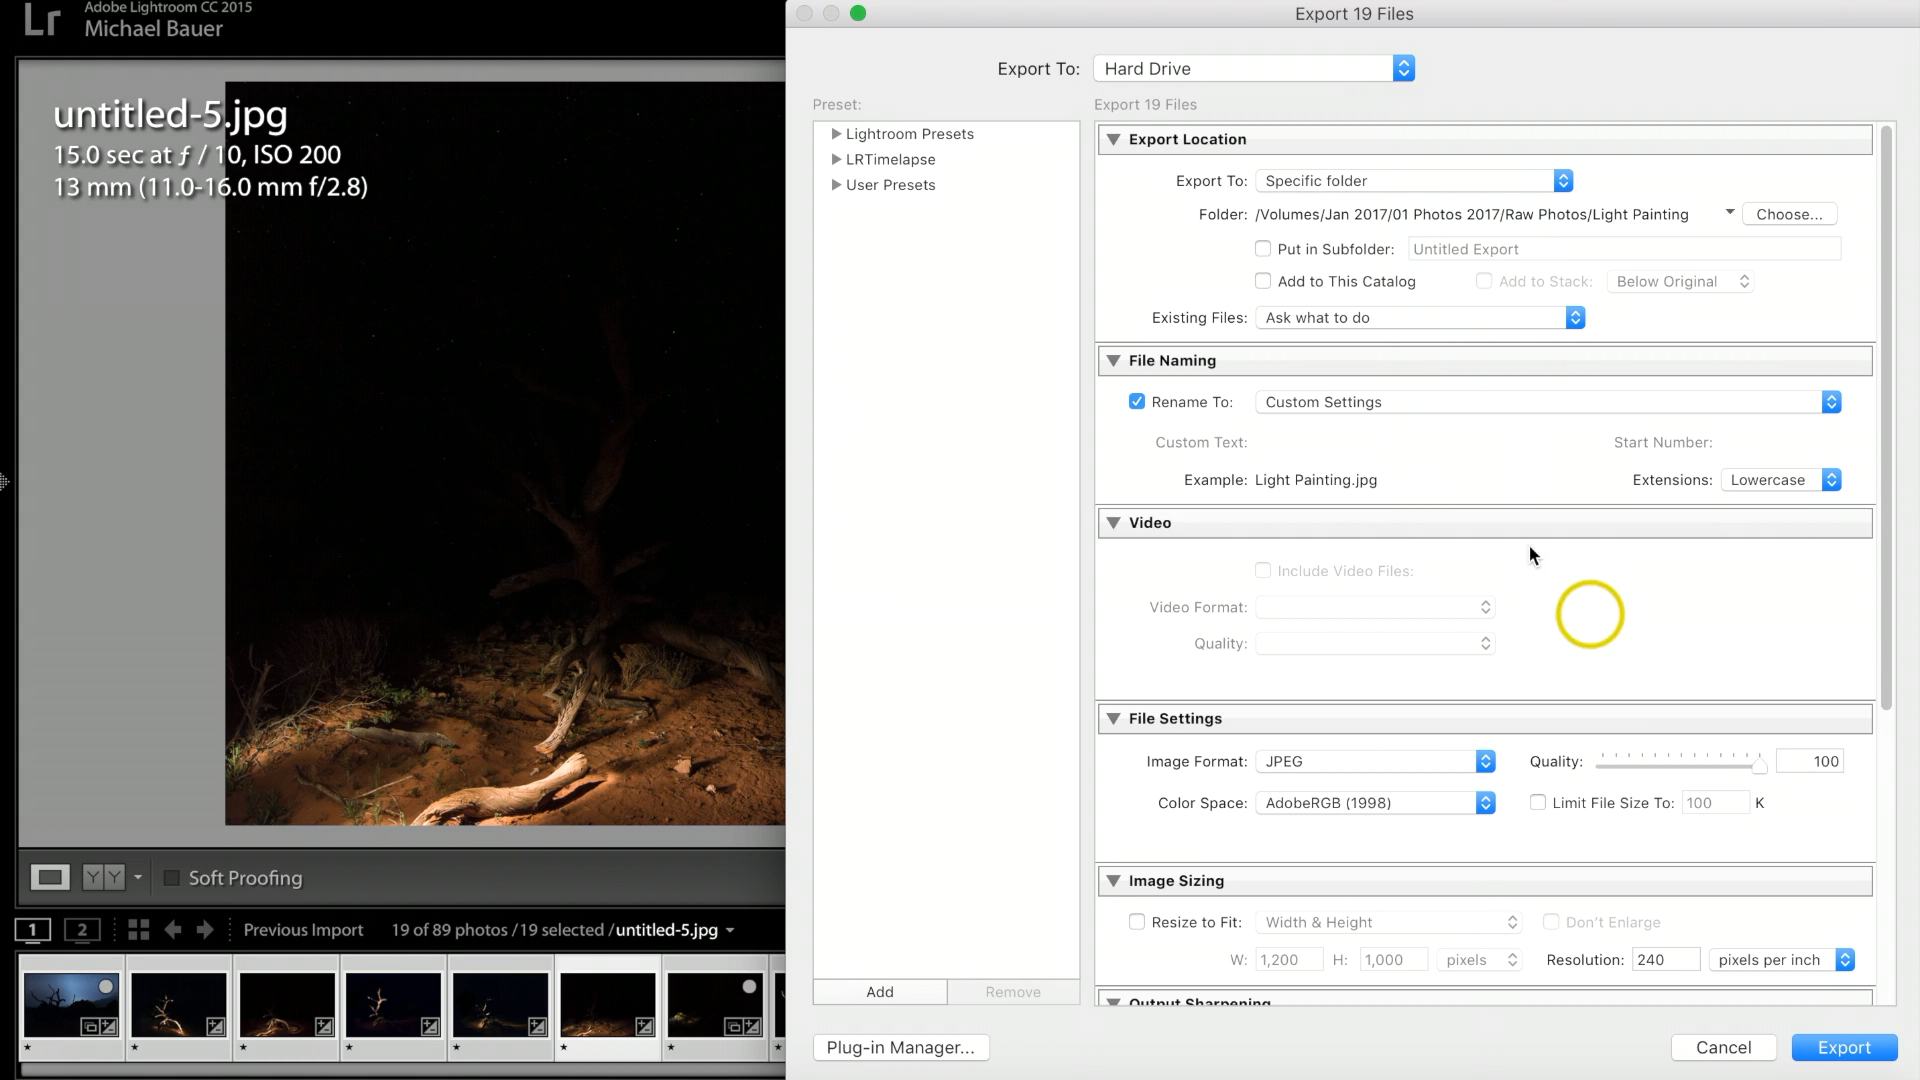 Lr
Adobe Lightroom CC 2015
Michael Bauer
untitled-5.jpg
15.0 sec at ƒ / 10, ISO 200
13 mm (11.0-16.0 mm f/2.8)
Soft Proofing
1 2 Previous Import 19 of 89 photos /19 selected /untitled-5.jpg
Export 19 Files
Export To: Hard Drive
Preset:
Lightroom Presets
LRTimelapse
User Presets
Add Remove
Export 19 Files
Export Location
Export To: Specific folder
Folder: /Volumes/Jan 2017/01 Photos 2017/Raw Photos/Light Painting Choose...
Put in Subfolder: Untitled Export
Add to This Catalog Add to Stack: Below Original
Existing Files: Ask what to do
File Naming
Rename To: Custom Settings
Custom Text: Start Number:
Example: Light Painting.jpg Extensions: Lowercase
Video
Include Video Files:
Video Format:
Quality:
File Settings
Image Format: JPEG Quality: 100
Color Space: AdobeRGB (1998) Limit File Size To: 100 K
Image Sizing
Resize to Fit: Width & Height Don't Enlarge
W: 1,200 H: 1,000 pixels Resolution: 240 pixels per inch
Output Sharpening
Plug-in Manager... Cancel Export